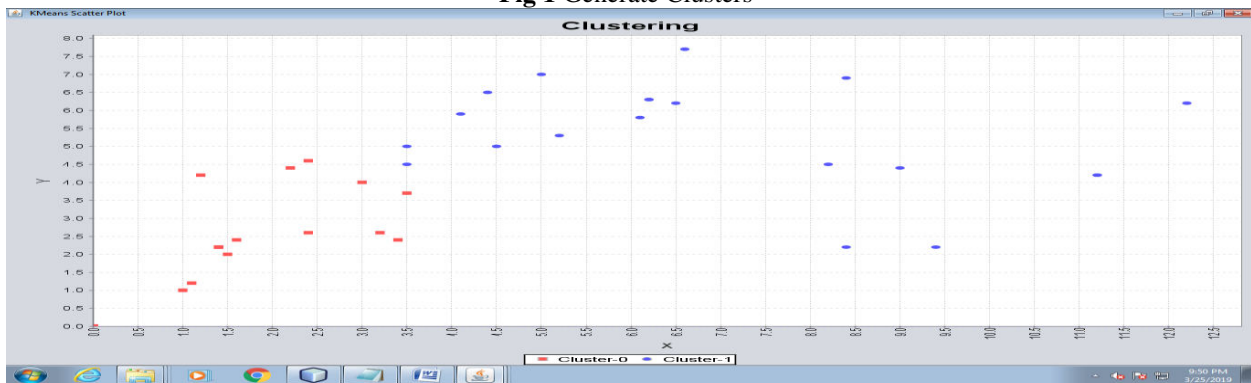 Fig 1 Generate Clusters
KMeans Scatter Plot
Clustering
8.0
7.5
7.0
6.5
6.0
5.5
5.0
4.5
4.0
3.5
3.0
2.5
2.0
1.5
1.0
0.5
0.0
Y
0.0 0.5 1.0 1.5 2.0 2.5 3.0 3.5 4.0 4.5 5.0 5.5 6.0 6.5 7.0 7.5 8.0 8.5 9.0 9.5 10.0 10.5 11.0 11.5 12.0 12.5
X
Cluster-0 Cluster-1
9:50 PM
3/25/2019